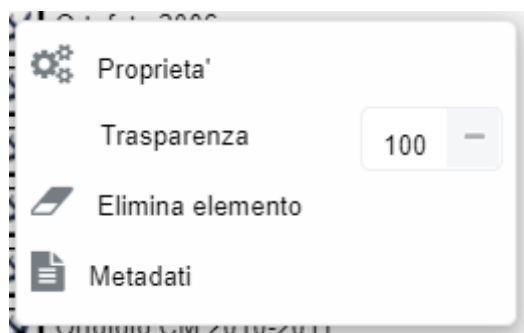 Proprieta'
Trasparenza 100 −
Elimina elemento
Metadati